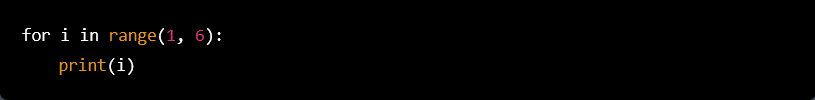 for i in range(1, 6):
    print(i)